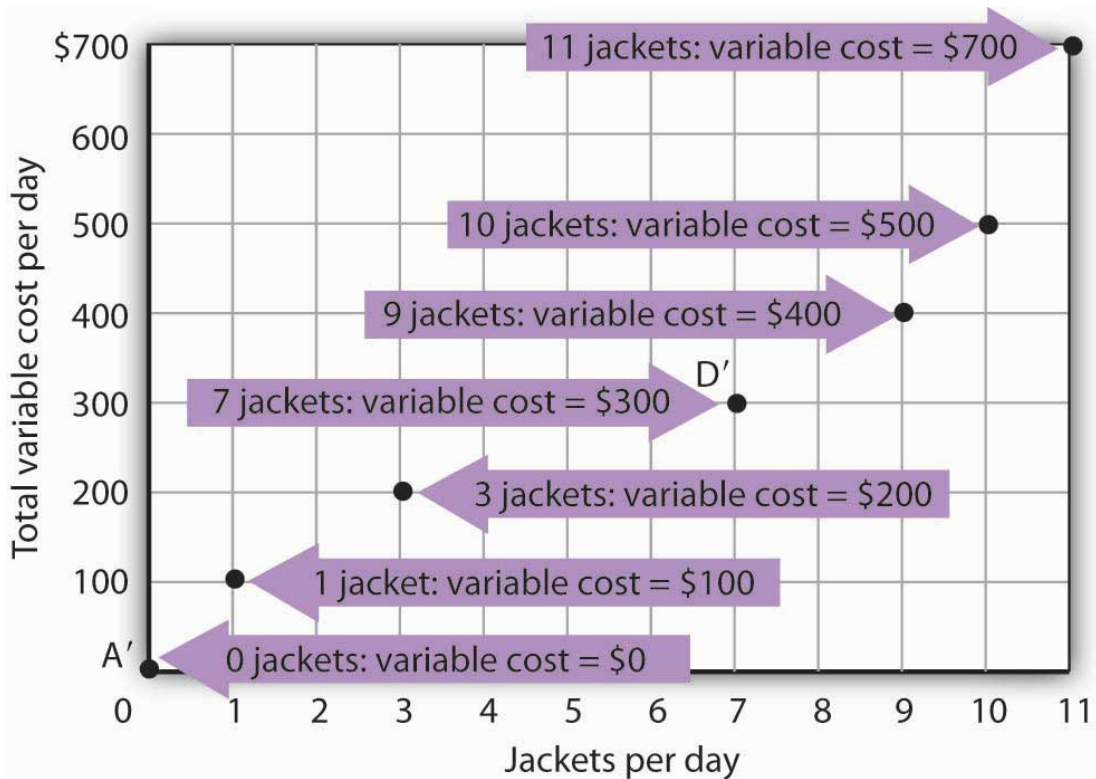 $700
600
500
400
300
200
100
Total variable cost per day
11 jackets: variable cost = $700
10 jackets: variable cost = $500
9 jackets: variable cost = $400
D′
7 jackets: variable cost = $300
3 jackets: variable cost = $200
1 jacket: variable cost = $100
A′
0 jackets: variable cost = $0
0 1 2 3 4 5 6 7 8 9 10 11
Jackets per day